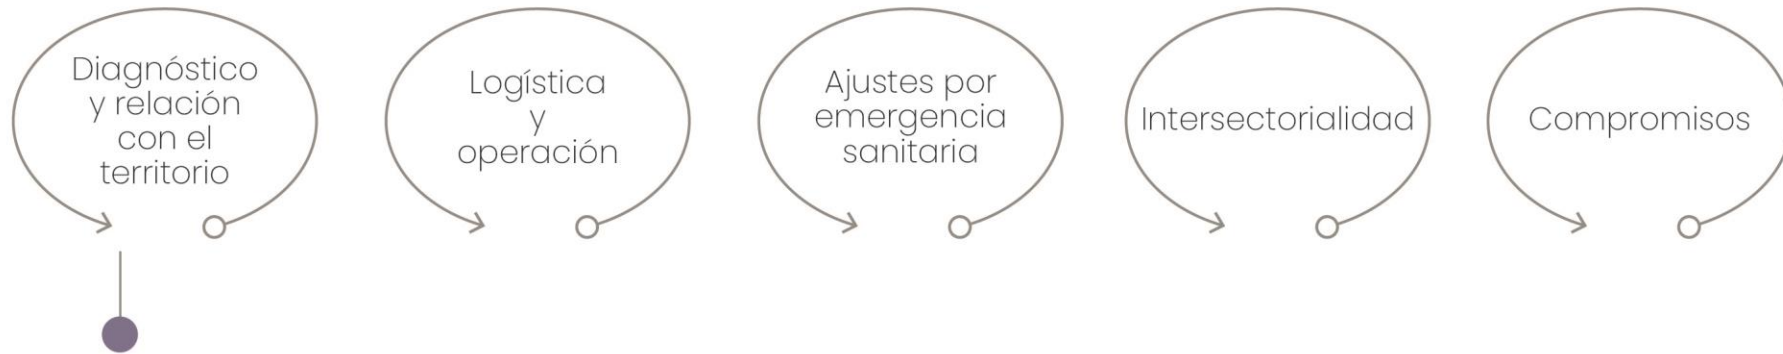 Diagnóstico
y relación
con el
territorio
Logística
y
operación
Ajustes por
emergencia
sanitaria
Intersectorialidad
Compromisos